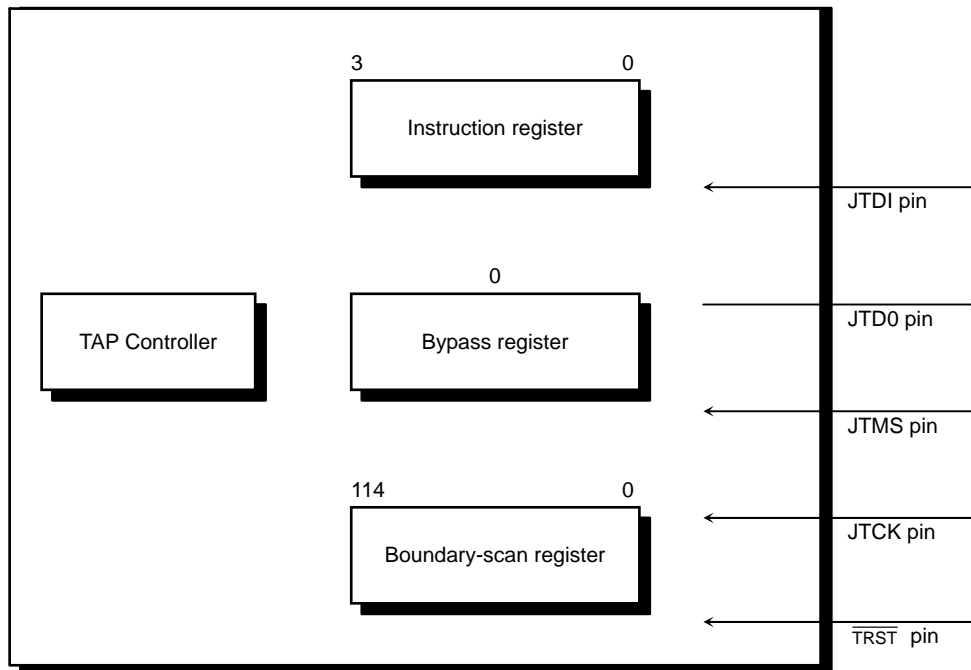 3 0
Instruction register
JTDI pin
0
TAP Controller
Bypass register
JTD0 pin
JTMS pin
114 0
Boundary-scan register
JTCK pin
T̅R̅S̅T̅ pin